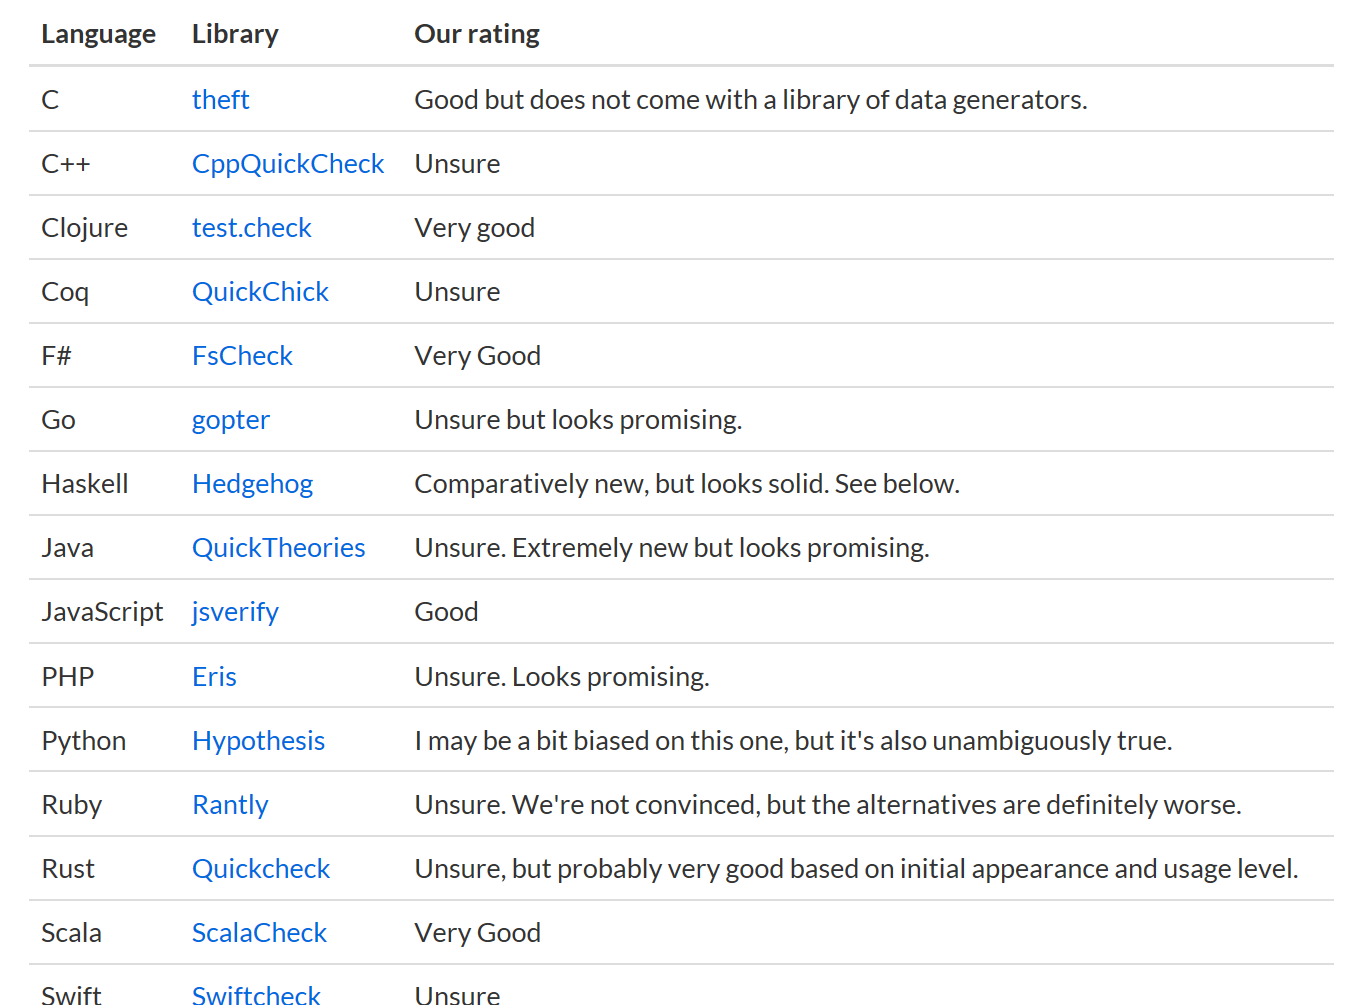 Language Library Our rating
C theft Good but does not come with a library of data generators.
C++ CppQuickCheck Unsure
Clojure test.check Very good
Coq QuickChick Unsure
F# FsCheck Very Good
Go gopter Unsure but looks promising.
Haskell Hedgehog Comparatively new, but looks solid. See below.
Java QuickTheories Unsure. Extremely new but looks promising.
JavaScript jsverify Good
PHP Eris Unsure. Looks promising.
Python Hypothesis I may be a bit biased on this one, but it's also unambiguously true.
Ruby Rantly Unsure. We're not convinced, but the alternatives are definitely worse.
Rust Quickcheck Unsure, but probably very good based on initial appearance and usage level.
Scala ScalaCheck Very Good
Swift Swiftcheck Unsure